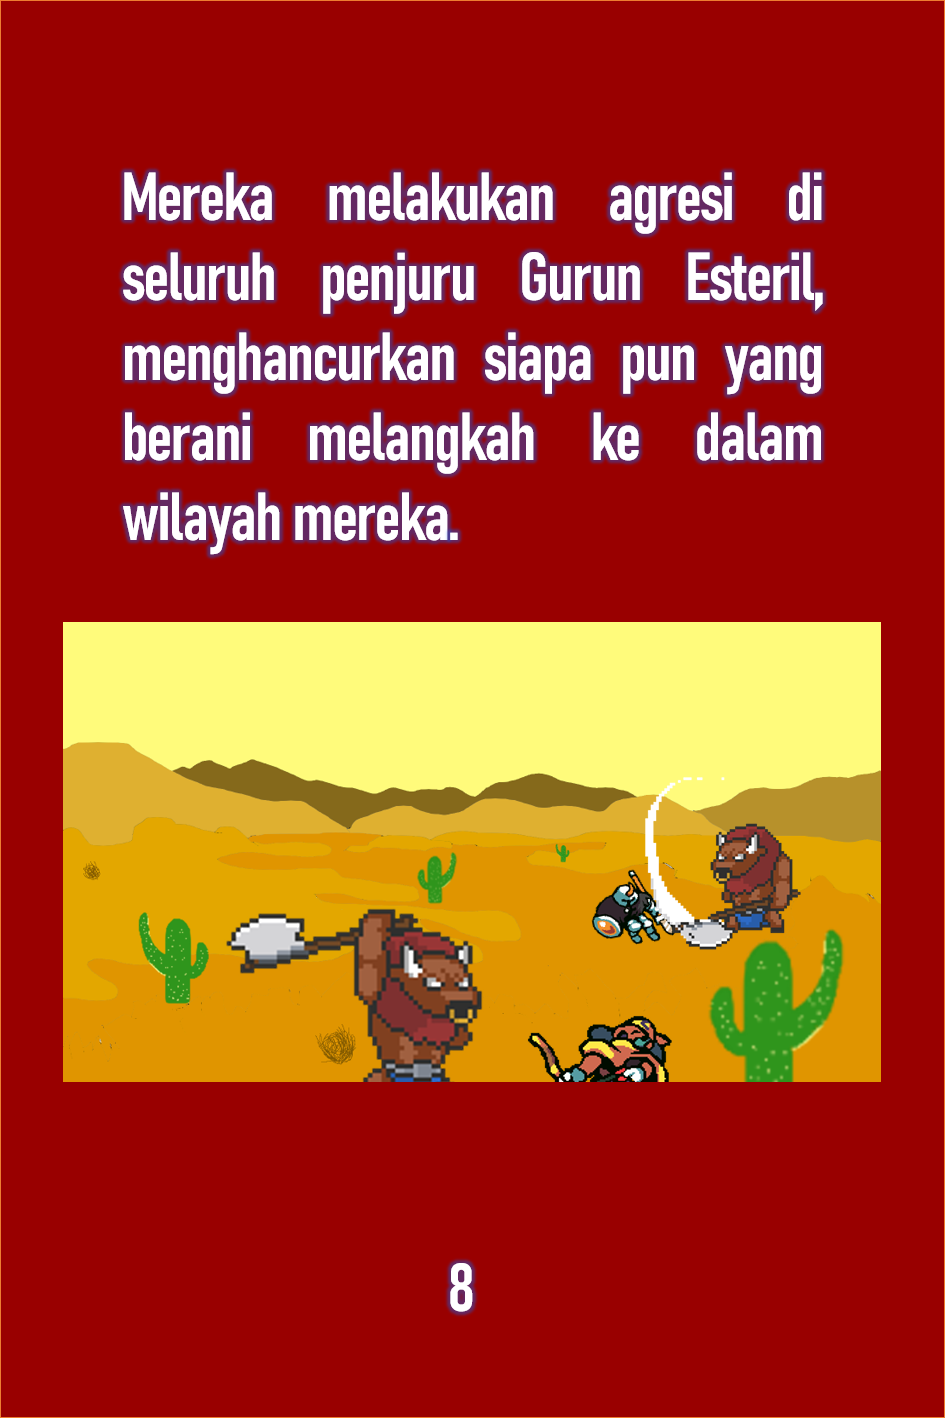 Mereka melakukan agresi di
seluruh penjuru Gurun Esteril,
menghancurkan siapa pun yang
berani melangkah ke dalam
wilayah mereka.
8